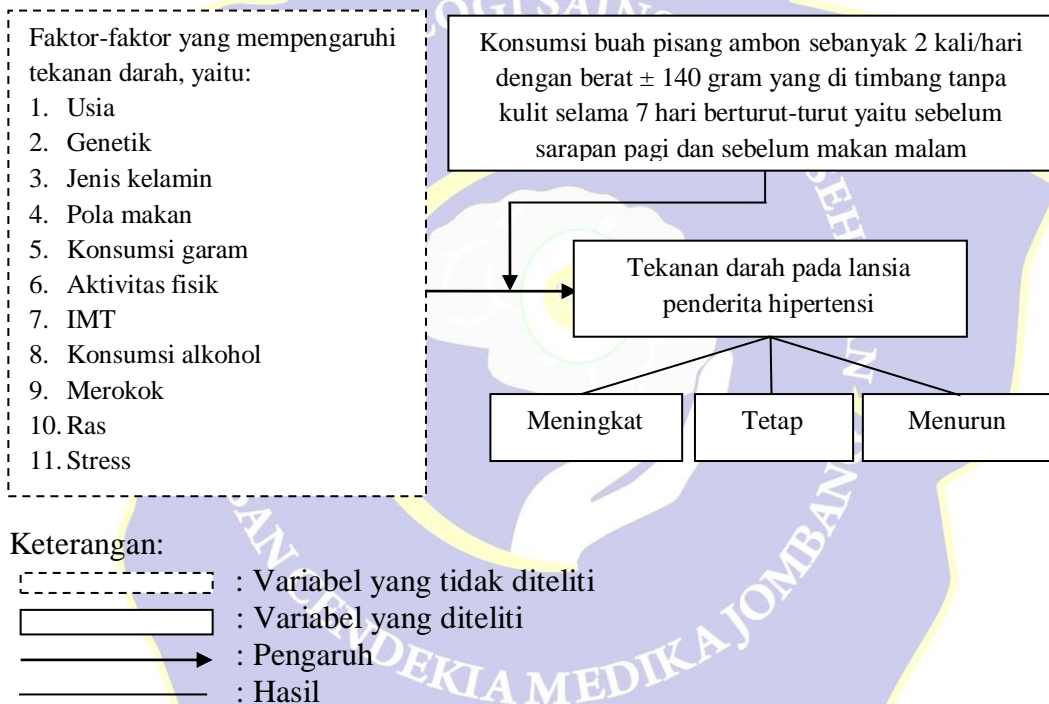 Faktor-faktor yang mempengaruhi
tekanan darah, yaitu:
1. Usia
2. Genetik
3. Jenis kelamin
4. Pola makan
5. Konsumsi garam
6. Aktivitas fisik
7. IMT
8. Konsumsi alkohol
9. Merokok
10. Ras
11. Stress
Konsumsi buah pisang ambon sebanyak 2 kali/hari
dengan berat ± 140 gram yang di timbang tanpa
kulit selama 7 hari berturut-turut yaitu sebelum
sarapan pagi dan sebelum makan malam
Tekanan darah pada lansia
penderita hipertensi
Meningkat
Tetap
Menurun
Keterangan:
: Variabel yang tidak diteliti
: Variabel yang diteliti
: Pengaruh
: Hasil
CENDEKIA MEDIKA JOMBANG